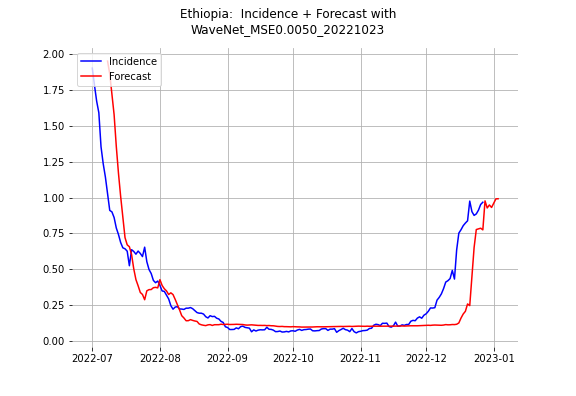 Ethiopia:  Incidence + Forecast with
WaveNet_MSE0.0050_20221023
2.00
1.75
1.50
1.25
1.00
0.75
0.50
0.25
0.00
Incidence
Forecast
2022-07 2022-08 2022-09 2022-10 2022-11 2022-12 2023-01